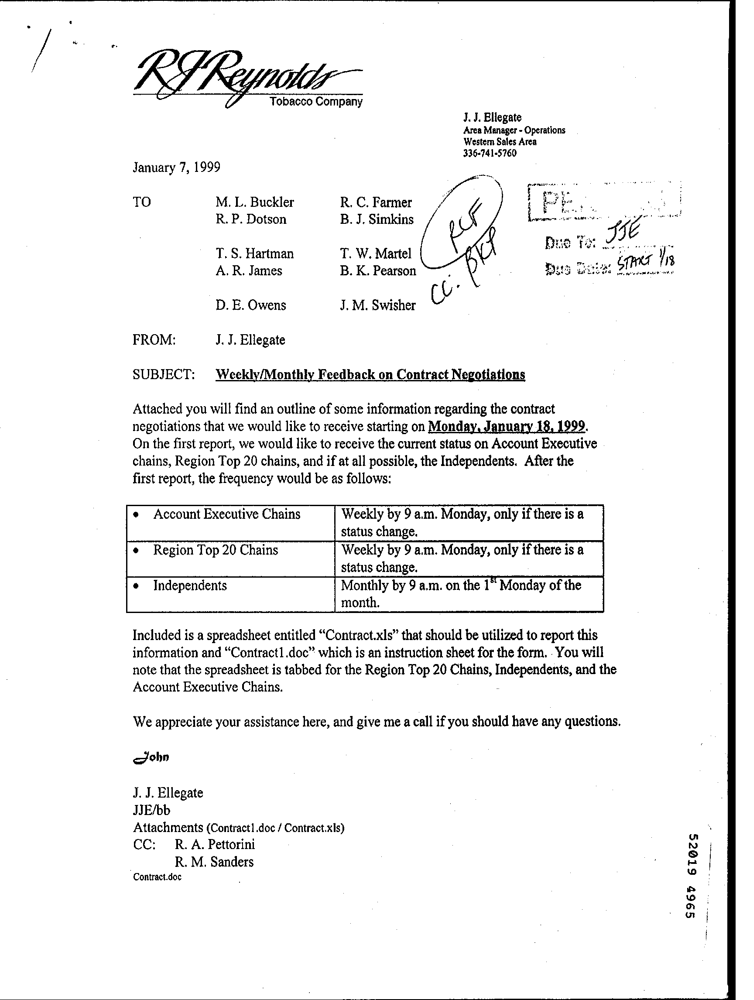 RJReynolds
Tobacco Company
J. J. Ellegate
Area Manager - Operations
Western Sales Area
336-741-5760
January 7, 1999
TO M. L. Buckler R. C. Farmer
R. P. Dotson B. J. Simkins
T. S. Hartman T. W. Martel
A. R. James B. K. Pearson
D. E. Owens J. M. Swisher
RCF
CC: BKP
Due To: JJE
Due Date: START 1/18
FROM: J. J. Ellegate
SUBJECT: Weekly/Monthly Feedback on Contract Negotiations
Attached you will find an outline of some information regarding the contract
negotiations that we would like to receive starting on Monday, January 18, 1999.
On the first report, we would like to receive the current status on Account Executive
chains, Region Top 20 chains, and if at all possible, the Independents. After the
first report, the frequency would be as follows:
• Account Executive Chains Weekly by 9 a.m. Monday, only if there is a
status change.
• Region Top 20 Chains Weekly by 9 a.m. Monday, only if there is a
status change.
• Independents Monthly by 9 a.m. on the 1st Monday of the
month.
Included is a spreadsheet entitled “Contract.xls” that should be utilized to report this
information and “Contract1.doc” which is an instruction sheet for the form. You will
note that the spreadsheet is tabbed for the Region Top 20 Chains, Independents, and the
Account Executive Chains.
We appreciate your assistance here, and give me a call if you should have any questions.
John
J. J. Ellegate
JJE/bb
Attachments (Contract1.doc / Contract.xls)
CC: R. A. Pettorini
R. M. Sanders
Contract.doc
52019 4965